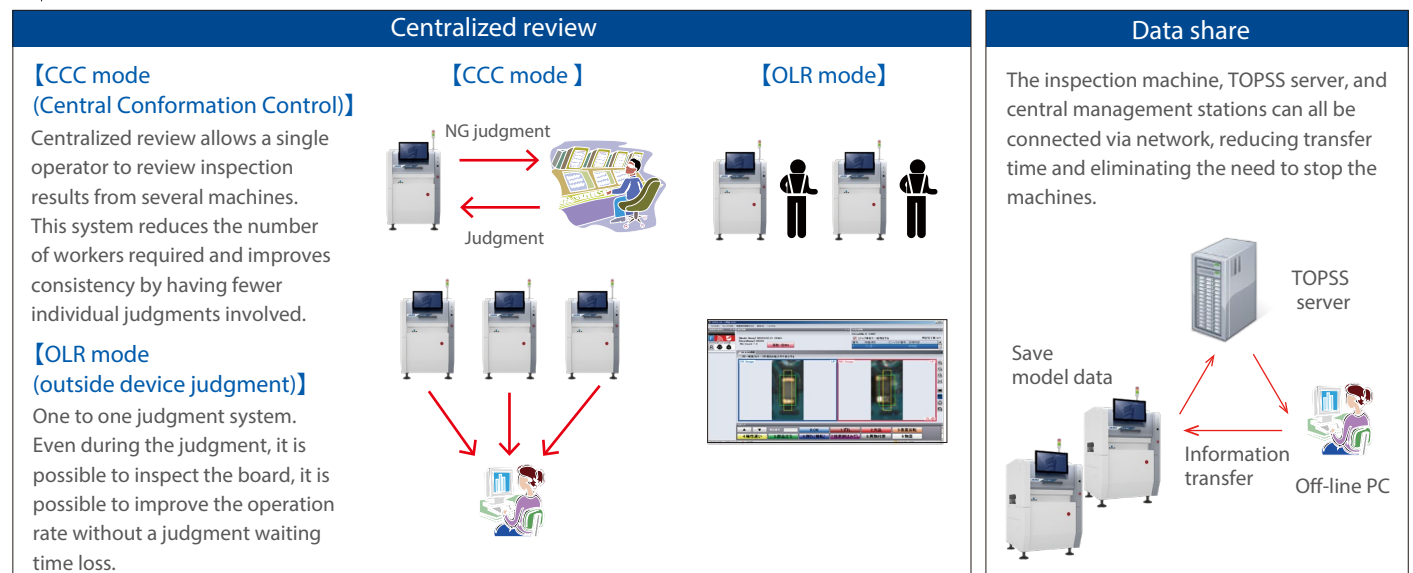 Centralized review
【CCC mode
(Central Conformation Control)】
Centralized review allows a single
operator to review inspection
results from several machines.
This system reduces the number
of workers required and improves
consistency by having fewer
individual judgments involved.
【OLR mode
(outside device judgment)】
One to one judgment system.
Even during the judgment, it is
possible to inspect the board, it is
possible to improve the operation
rate without a judgment waiting
time loss.
【CCC mode 】
NG judgment
Judgment
【OLR mode】
Data share
The inspection machine, TOPSS server, and
central management stations can all be
connected via network, reducing transfer
time and eliminating the need to stop the
machines.
TOPSS
server
Save
model data
Information
transfer
Off-line PC